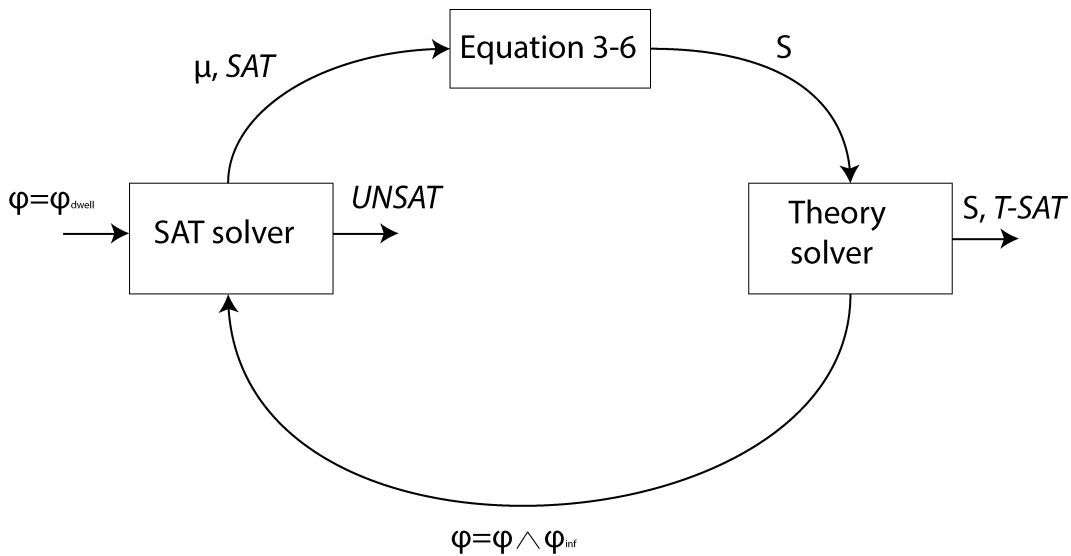 Equation 3-6
S
μ, SAT
φ=φdwell
SAT solver
UNSAT
Theory
solver
S, T-SAT
φ=φ∧φinf